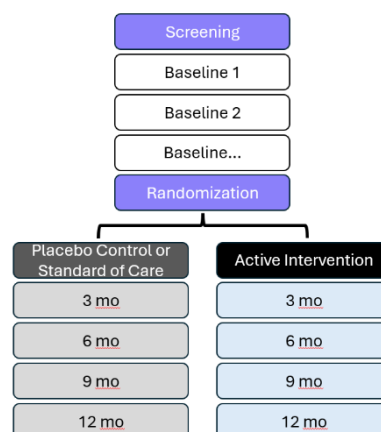 Screening
Baseline 1
Baseline 2
Baseline...
Randomization
Placebo Control or
Standard of Care
Active Intervention
3 mo
3 mo
6 mo
6 mo
9 mo
9 mo
12 mo
12 mo